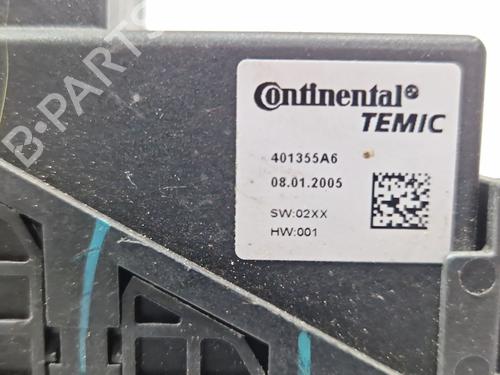 Continental
TEMIC
401355A6
08.01.2005
SW:02XX
HW:001
B-PARTS